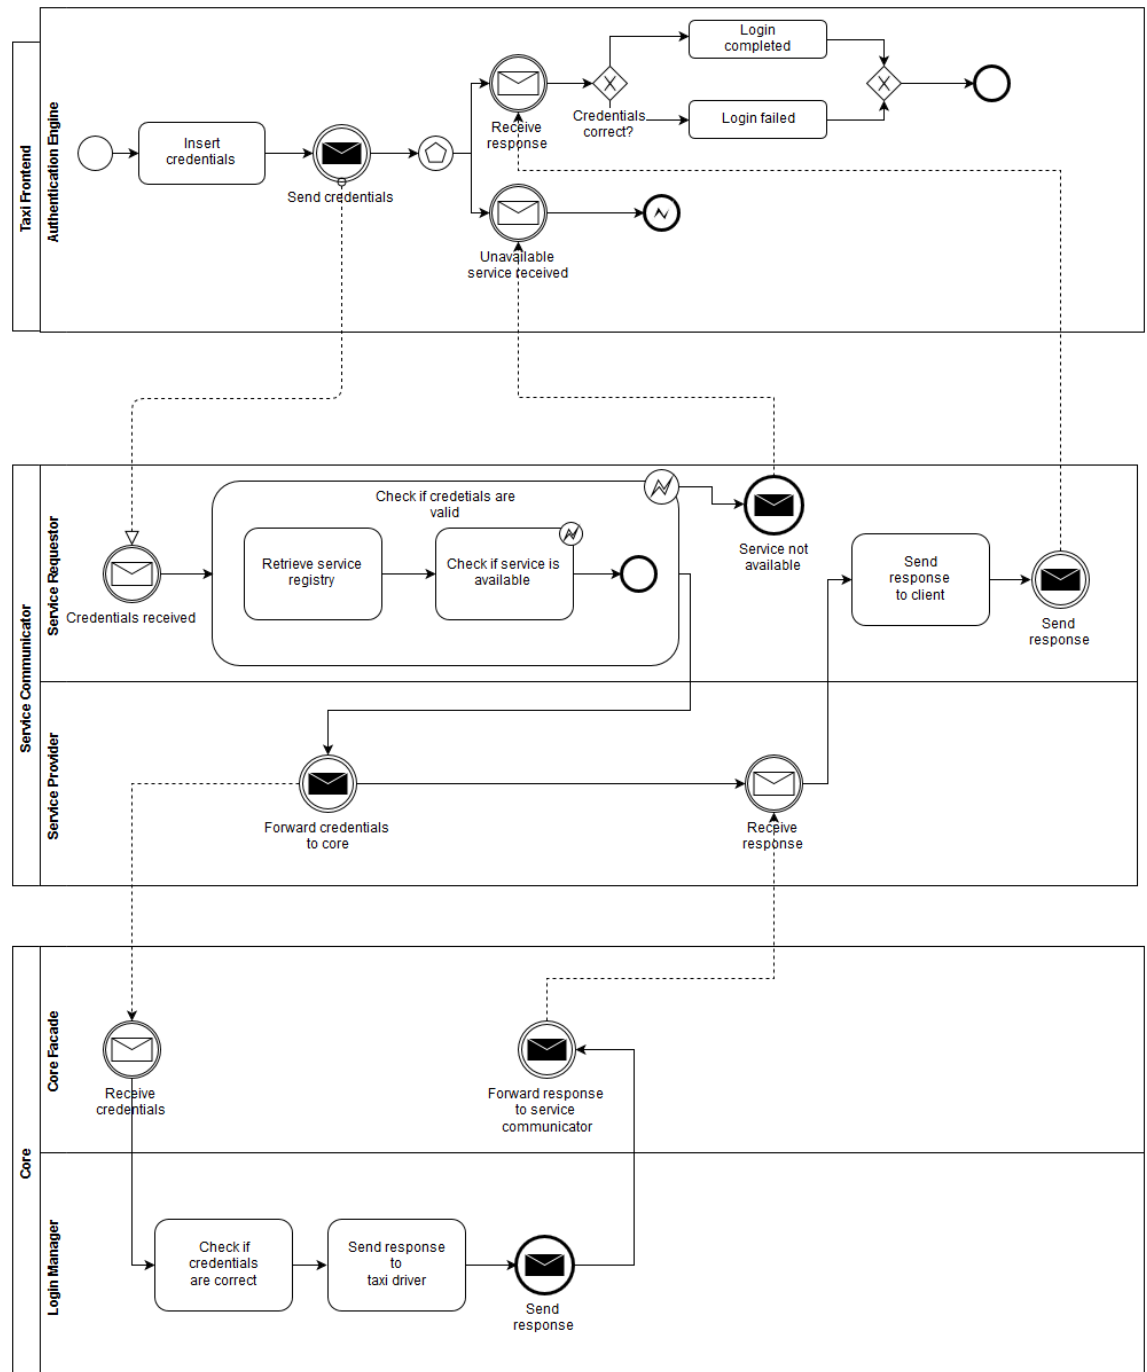 Taxi Frontend
Authentication Engine
Insert
credentials
Send credentials
Receive
response
Credentials
correct?
Login
completed
Login failed
Unavailable
service received
Service Communicator
Service Requestor
Credentials received
Check if credetials are
valid
Retrieve service
registry
Check if service is
available
Service not
available
Send
response
to client
Send
response
Service Provider
Forward credentials
to core
Receive
response
Core
Core Facade
Receive
credentials
Forward response
to service
communicator
Login Manager
Check if
credentials
are correct
Send response
to
taxi driver
Send
response